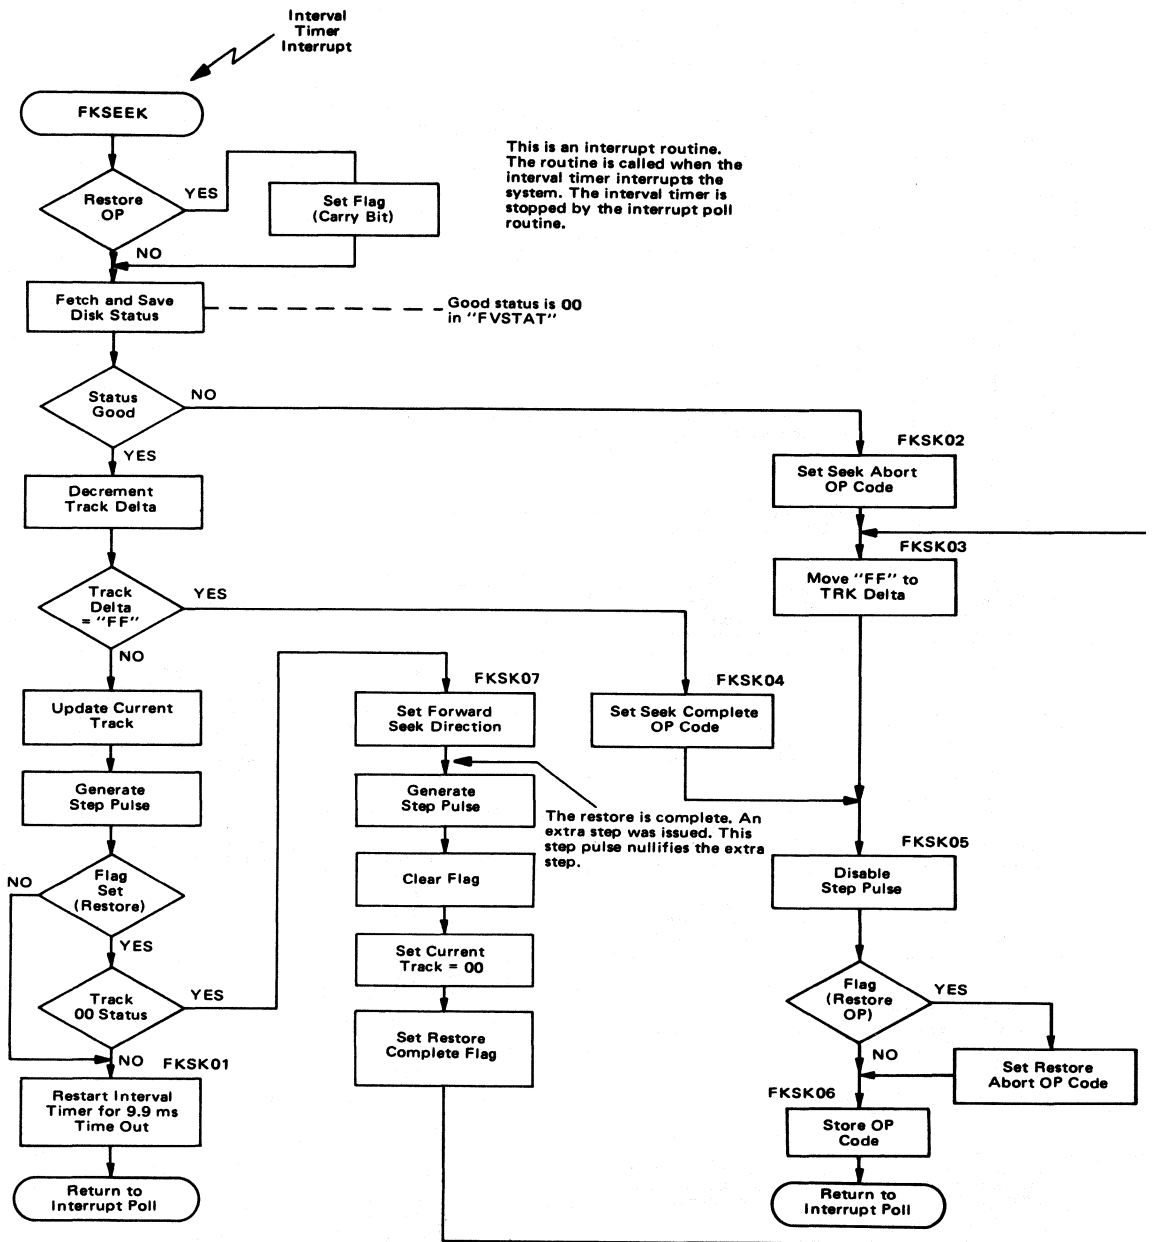 Interval
Timer
Interrupt
FKSEEK
This is an interrupt routine.
The routine is called when the
interval timer interrupts the
system. The interval timer is
stopped by the interrupt poll
routine.
Restore
OP
YES
Set Flag
(Carry Bit)
NO
Fetch and Save
Disk Status
Good status is 00
in "FVSTAT"
Status
Good
NO
YES
FKSK02
Set Seek Abort
OP Code
Decrement
Track Delta
FKSK03
Move "FF" to
TRK Delta
Track
Delta
= "FF"
YES
NO
FKSK07
FKSK04
Update Current
Track
Set Forward
Seek Direction
Set Seek Complete
OP Code
Generate
Step Pulse
Generate
Step Pulse
The restore is complete. An
extra step was issued. This
step pulse nullifies the extra
step.
FKSK05
Disable
Step Pulse
Flag
Set
(Restore)
NO
YES
Clear Flag
Set Current
Track = 00
Track
00 Status
YES
NO
Flag
(Restore
OP)
YES
NO
Set Restore
Complete Flag
FKSK01
Restart Interval
Timer for 9.9 ms
Time Out
Set Restore
Abort OP Code
FKSK06
Store OP
Code
Return to
Interrupt Poll
Return to
Interrupt Poll